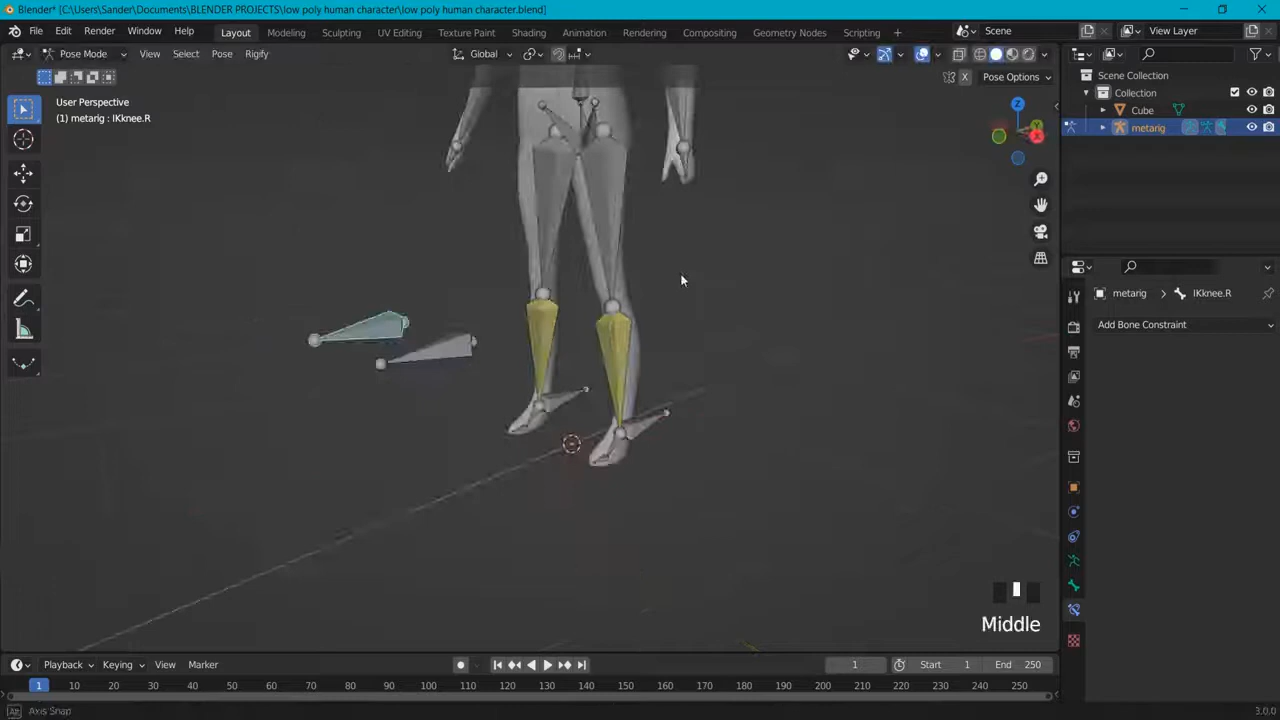 Blender* [C:\Users\Sander\Documents\BLENDER PROJECTS\low poly human character\low poly human character.blend]
File Edit Render Window Help Layout Modeling Sculpting UV Editing Texture Paint Shading Animation Rendering Compositing Geometry Nodes Scripting + Scene View Layer
Pose Mode View Select Pose Rigify Global
Pose Options
X
User Perspective
(1) metarig : IKknee.R
Z
Scene Collection
Collection
Cube
metarig
metarig > IKknee.R
Add Bone Constraint
Middle
Playback Keying View Marker 1 Start 1 End 250
1 10 20 30 40 50 60 70 80 90 100 110 120 130 140 150 160 170 180 190 200 210 220 230 240 250
Axis Snap 3.0.0